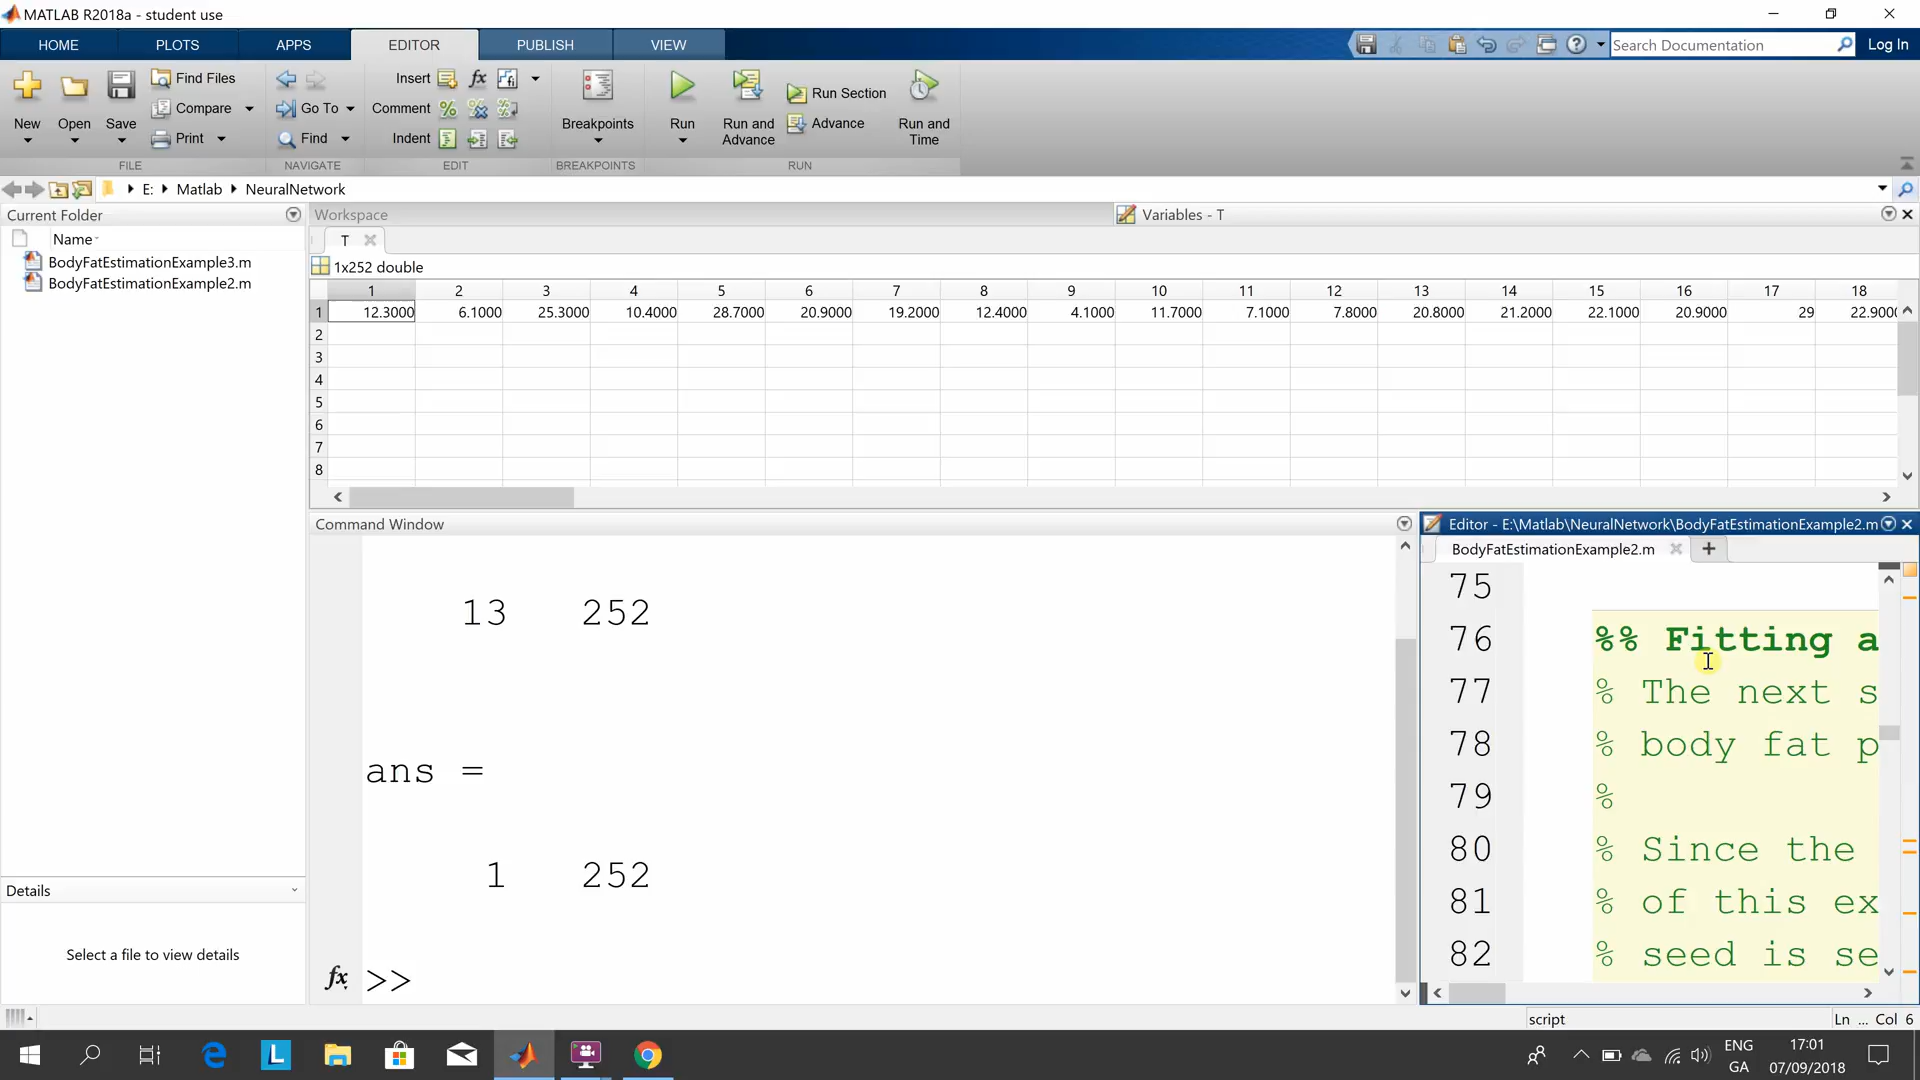 MATLAB R2018a - student use
HOME PLOTS APPS EDITOR PUBLISH VIEW
Search Documentation
Log In
New Open Save
Find Files
Compare
Print
Go To
Find
Insert fx
Comment
Indent
Breakpoints
Run
Run and Advance
Run Section
Advance
Run and Time
FILE NAVIGATE EDIT BREAKPOINTS RUN
E: Matlab NeuralNetwork
Current Folder
Name
BodyFatEstimationExample3.m
BodyFatEstimationExample2.m
Details
Select a file to view details
Workspace
Variables - T
T
1x252 double
1 2 3 4 5 6 7 8 9 10 11 12 13 14 15 16 17 18
1 12.3000 6.1000 25.3000 10.4000 28.7000 20.9000 19.2000 12.4000 4.1000 11.7000 7.1000 7.8000 20.8000 21.2000 22.1000 20.9000 29 22.900
2
3
4
5
6
7
8
Command Window
13 252
ans =
1 252
fx >>
Editor - E:\Matlab\NeuralNetwork\BodyFatEstimationExample2.m
BodyFatEstimationExample2.m
75
76 %% Fitting a
77 % The next s
78 % body fat p
79 %
80 % Since the
81 % of this ex
82 % seed is se
script
Ln ... Col 6
ENG
GA
17:01
07/09/2018